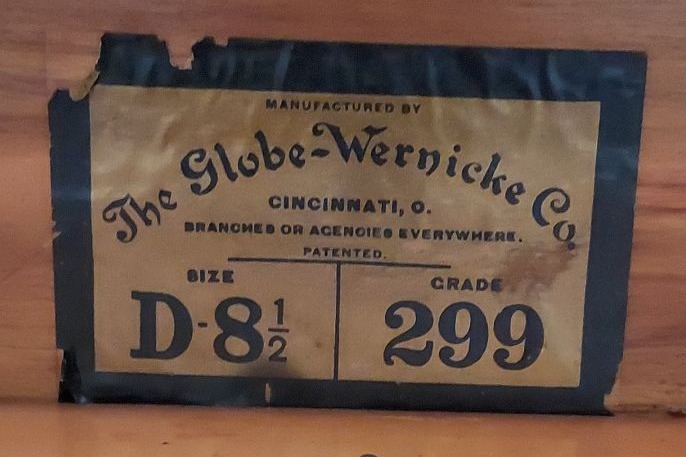 MANUFACTURED BY
The Globe-Wernicke Co.
CINCINNATI, O.
BRANCHES OR AGENCIES EVERYWHERE.
PATENTED.
SIZE
D-8½
GRADE
299